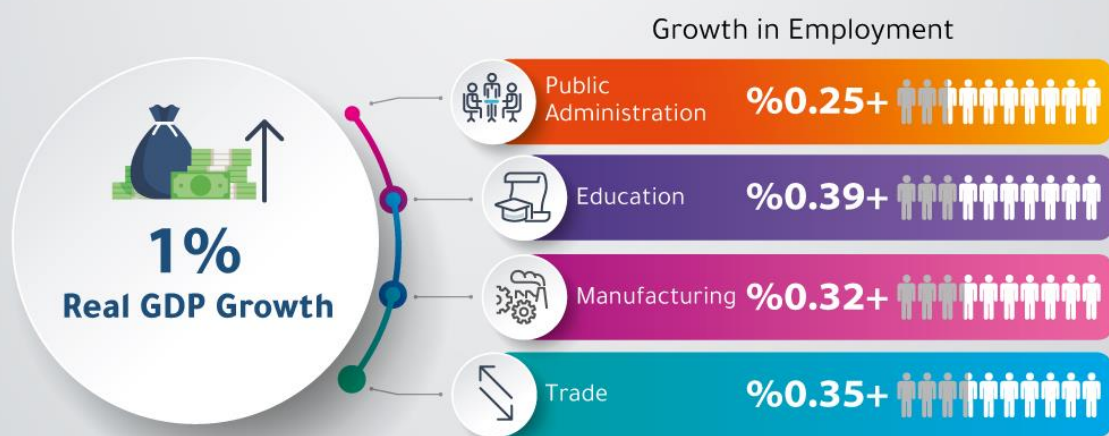 Growth in Employment
1%
Real GDP Growth
Public
Administration
%0.25+
Education
%0.39+
Manufacturing
%0.32+
Trade
%0.35+